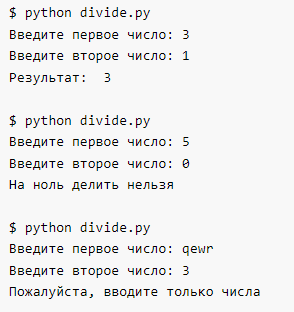 $ python divide.py
Введите первое число: 3
Введите второе число: 1
Результат:  3
$ python divide.py
Введите первое число: 5
Введите второе число: 0
На ноль делить нельзя
$ python divide.py
Введите первое число: qewr
Введите второе число: 3
Пожалуйста, вводите только числа